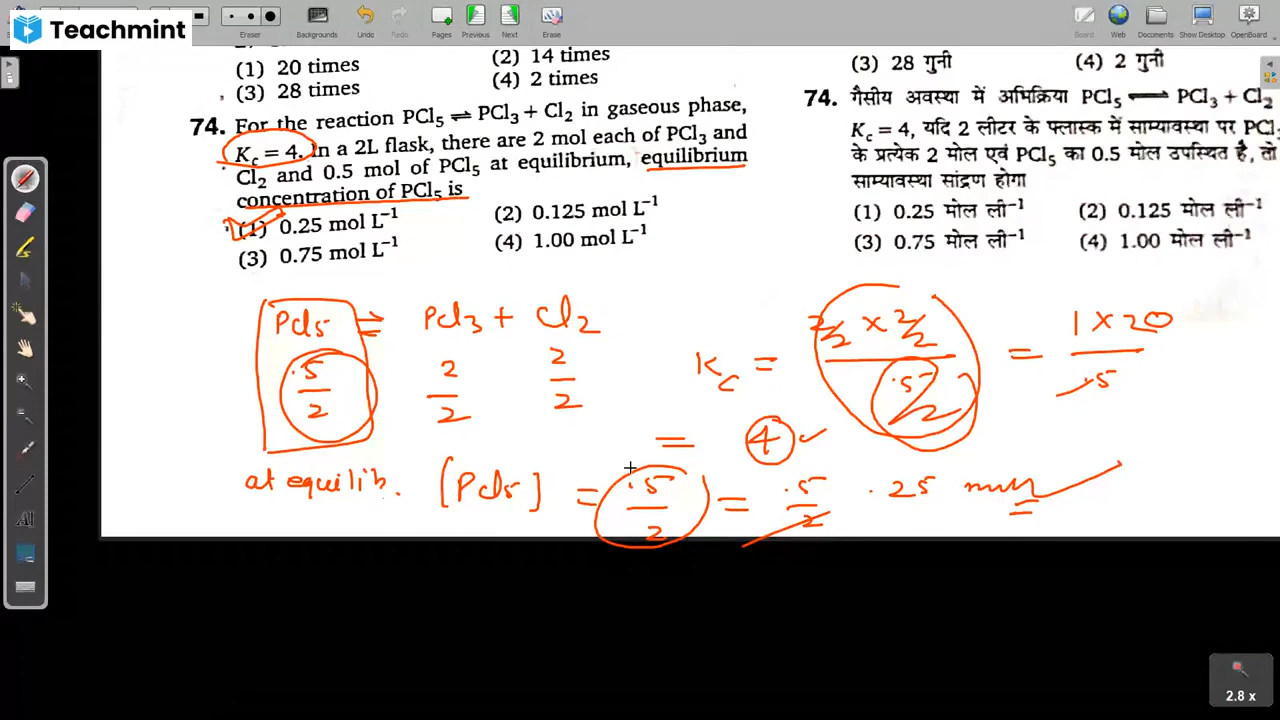 Teachmint
Eraser
Backgrounds
Undo
Redo
Pages
Previous
Next
Erase
Board
Web
Documents
Show Desktop
OpenBoard
(1) 20 times
(2) 14 times
(3) 28 times
(4) 2 times
74. For the reaction PCl5 ⇌ PCl3 + Cl2 in gaseous phase,
Kc = 4. In a 2L flask, there are 2 mol each of PCl3 and
Cl2 and 0.5 mol of PCl5 at equilibrium, equilibrium
concentration of PCl5 is
(1) 0.25 mol L⁻¹
(2) 0.125 mol L⁻¹
(3) 0.75 mol L⁻¹
(4) 1.00 mol L⁻¹
(3) 28 गुनी
(4) 2 गुनी
74. गैसीय अवस्था में अभिक्रिया PCl5 ⇌ PCl3 + Cl2
Kc = 4, यदि 2 लीटर के फ्लास्क में साम्यावस्था पर PCl
के प्रत्येक 2 मोल एवं PCl5 का 0.5 मोल उपस्थित है, तो
साम्यावस्था सांद्रण होगा
(1) 0.25 मोल ली⁻¹
(2) 0.125 मोल ली⁻¹
(3) 0.75 मोल ली⁻¹
(4) 1.00 मोल ली⁻¹
PCl5 ⇌ PCl3 + Cl2
.5/2 2/2 2/2
Kc = 2/2 × 2/2 / .5/2 = 1 × 20 / .5
= 4
at equilib. [PCl5] = .5/2 = .5/2 .25
2.8 x